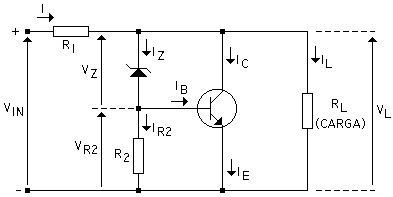 I
+
R1
IZ
IC
IL
VZ
IB
VIN
RL
(CARGA)
VL
IR2
VR2
R2
IE
-